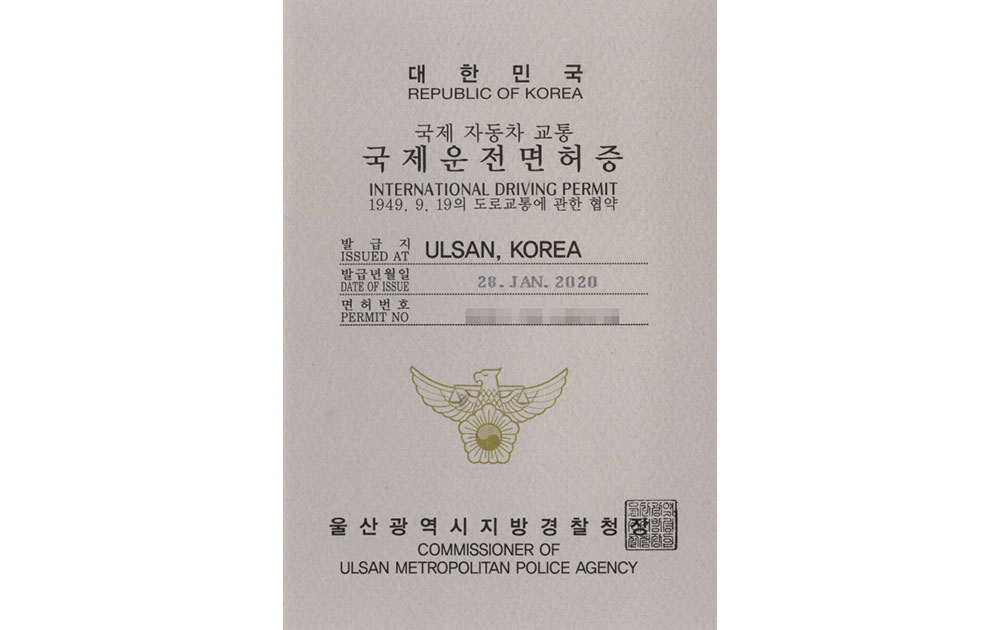 대한민국
REPUBLIC OF KOREA
국제 자동차 교통
국제운전면허증
INTERNATIONAL DRIVING PERMIT
1949. 9. 19의 도로교통에 관한 협약
발급지
ISSUED AT ULSAN, KOREA
발급년월일
DATE OF ISSUE 28. JAN. 2020
면허번호
PERMIT NO
울산광역시지방경찰청장
COMMISSIONER OF
ULSAN METROPOLITAN POLICE AGENCY